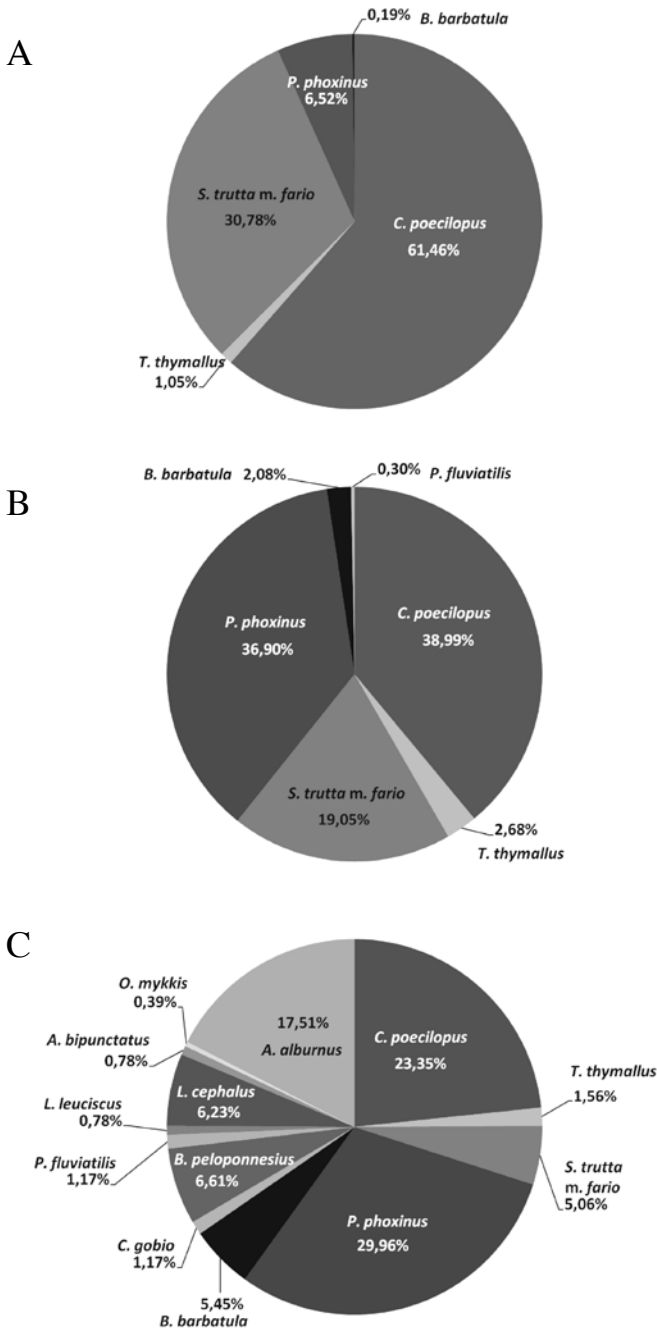 A
0,19% B. barbatula
P. phoxinus
6,52%
S. trutta m. fario
30,78%
C. poecilopus
61,46%
T. thymallus
1,05%
B
B. barbatula 2,08%
0,30% P. fluviatilis
P. phoxinus
36,90%
C. poecilopus
38,99%
S. trutta m. fario
19,05%
2,68%
T. thymallus
C
O. mykkis
0,39%
17,51%
A. alburnus
C. poecilopus
23,35%
A. bipunctatus
0,78%
T. thymallus
1,56%
L. cephalus
6,23%
L. leuciscus
0,78%
P. fluviatilis
1,17%
B. peloponnesius
6,61%
S. trutta
m. fario
5,06%
P. phoxinus
29,96%
C. gobio
1,17%
5,45%
B. barbatula